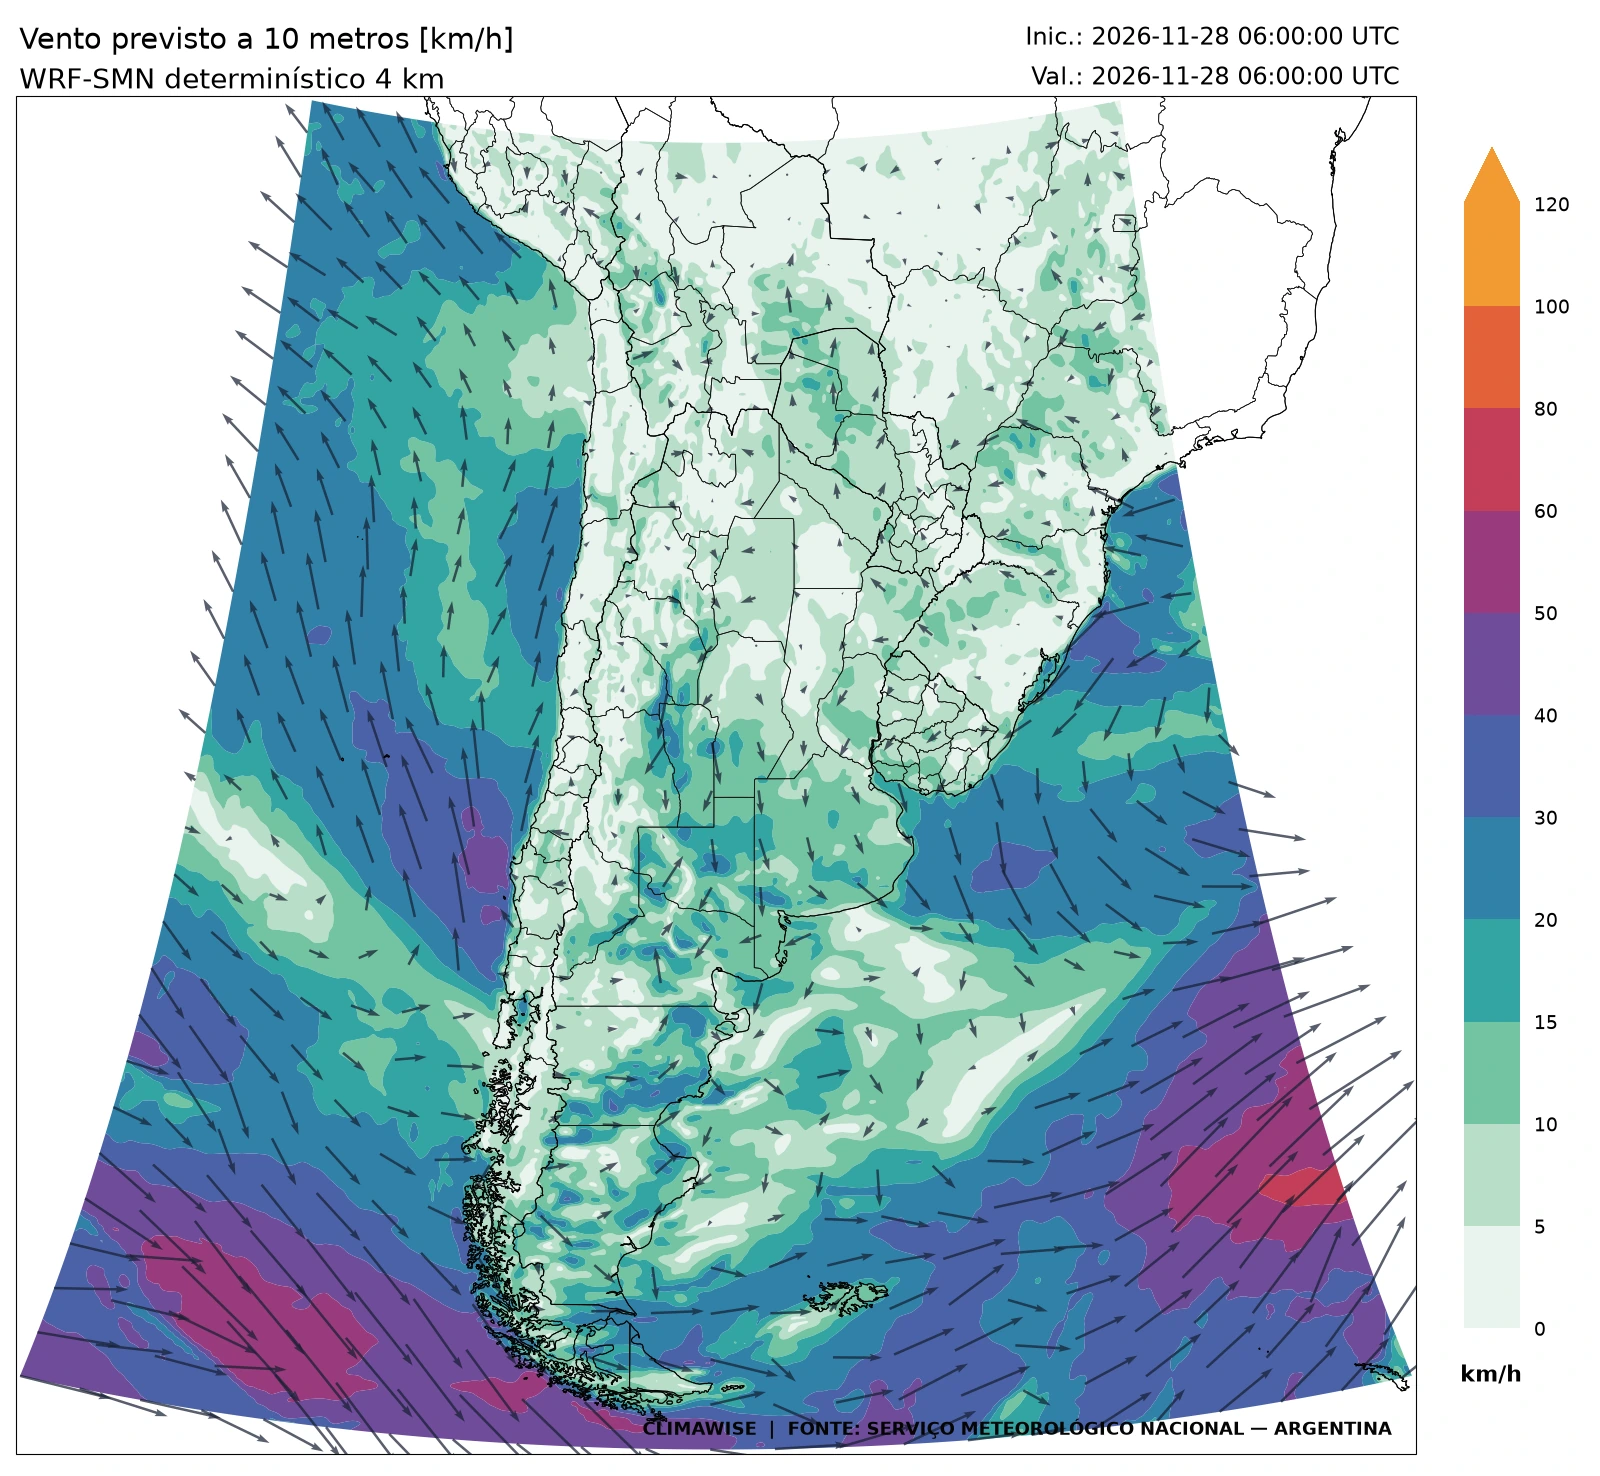 Vento previsto a 10 metros [km/h]
WRF-SMN determinístico 4 km
Inic.: 2026-11-28 06:00:00 UTC
Val.: 2026-11-28 06:00:00 UTC
120
100
80
60
50
40
30
20
15
10
5
0
km/h
CLIMAWISE | FONTE: SERVIÇO METEOROLÓGICO NACIONAL — ARGENTINA